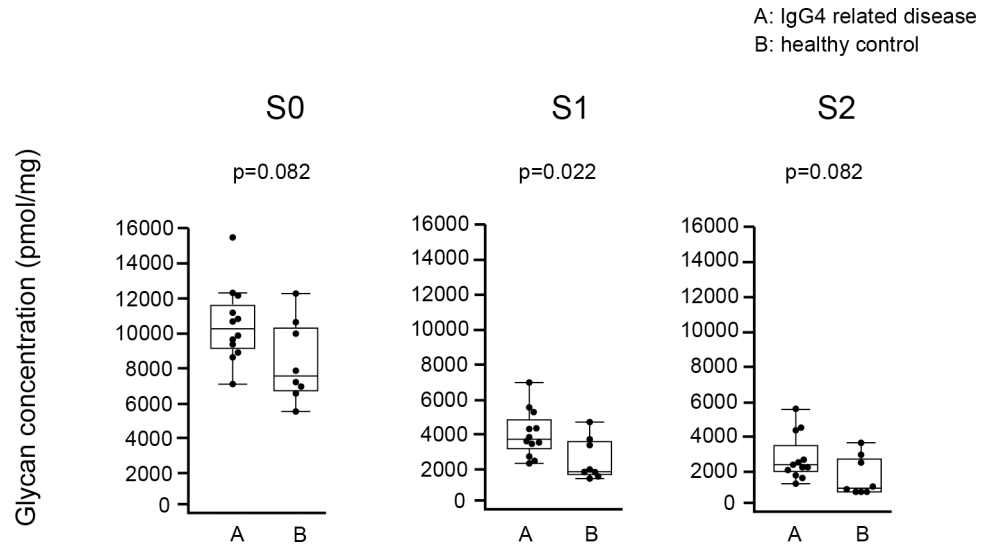 A: IgG4 related disease
B: healthy control
S0
S1
S2
p=0.082
p=0.022
p=0.082
Glycan concentration (pmol/mg)
16000
14000
12000
10000
8000
6000
4000
2000
0
A
B
16000
14000
12000
10000
8000
6000
4000
2000
0
A
B
16000
14000
12000
10000
8000
6000
4000
2000
0
A
B